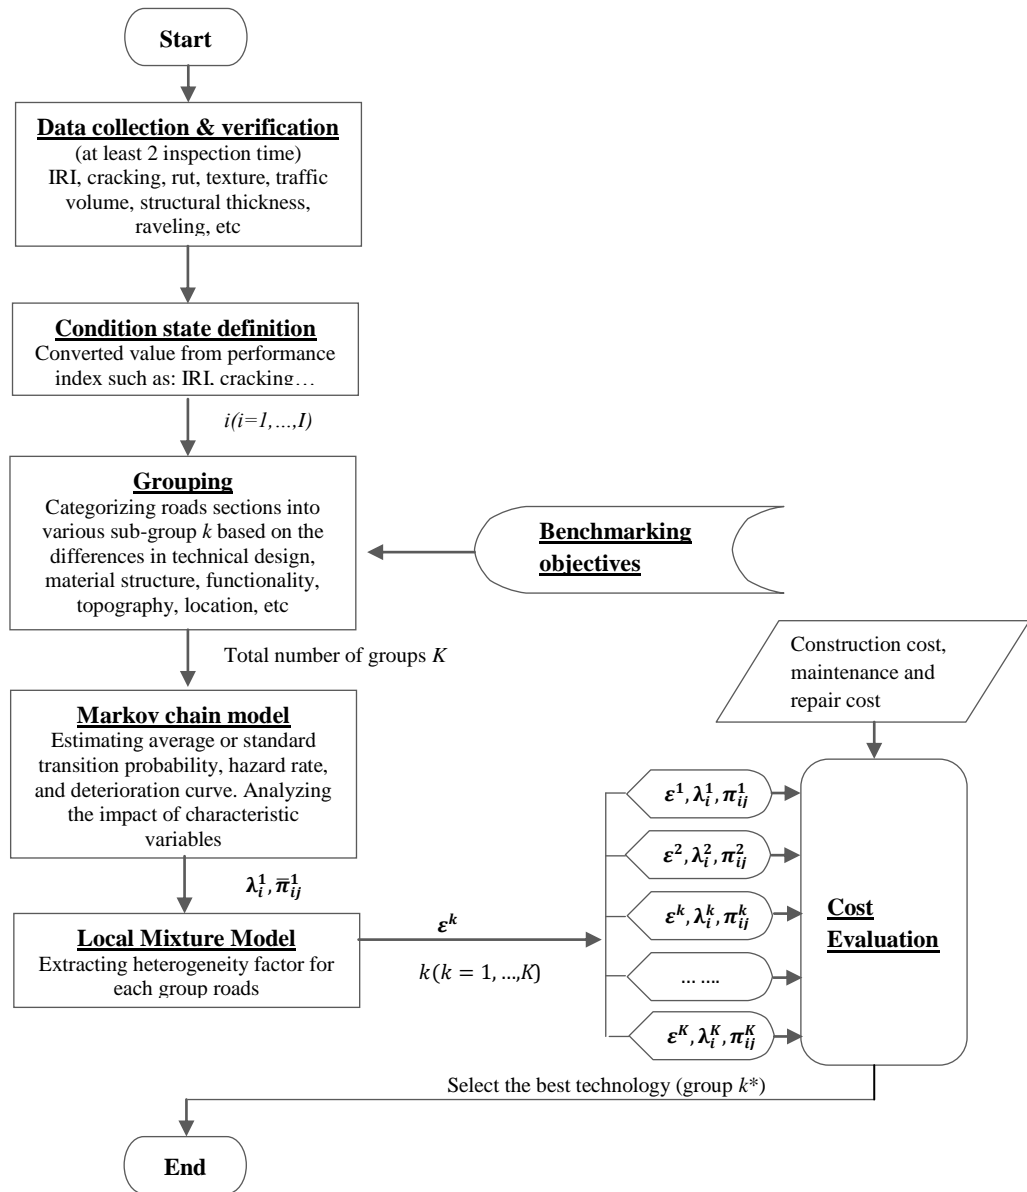 Start
Data collection & verification
(at least 2 inspection time)
IRI, cracking, rut, texture, traffic
volume, structural thickness,
raveling, etc
Condition state definition
Converted value from performance
index such as: IRI, cracking…
i(i=1,...,I)
Grouping
Categorizing roads sections into
various sub-group k based on the
differences in technical design,
material structure, functionality,
topography, location, etc
Benchmarking
objectives
Total number of groups K
Construction cost,
maintenance and
repair cost
Markov chain model
Estimating average or standard
transition probability, hazard rate,
and deterioration curve. Analyzing
the impact of characteristic
variables
λ_i^1, π̄_ij^1
Local Mixture Model
Extracting heterogeneity factor for
each group roads
ε^k
k(k = 1, ...,K)
ε^1, λ_i^1, π_ij^1
ε^2, λ_i^2, π_ij^2
ε^k, λ_i^k, π_ij^k
... ....
ε^K, λ_i^K, π_ij^K
Cost
Evaluation
Select the best technology (group k*)
End